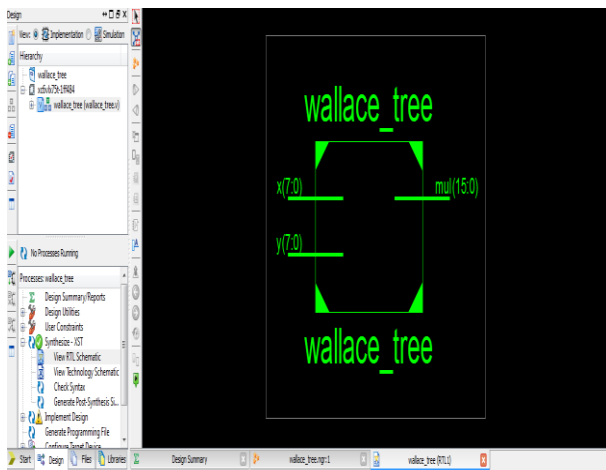 Design
View: Implementation Simulation
Hierarchy
wallace_tree
wallace_tree (wallace_tree.v)
No Processes Running
Processes: wallace_tree
Design Summary/Reports
Design Utilities
User Constraints
Synthesize - XST
View RTL Schematic
View Technology Schematic
Check Syntax
Generate Post-Synthesis Si...
Implement Design
Generate Programming File
Configure Target Device
Start Design Files Libraries
wallace_tree
x(7:0)
mul(15:0)
y(7:0)
wallace_tree
Design Summary
wallace_tree.ngr:1
wallace_tree (RTL1)